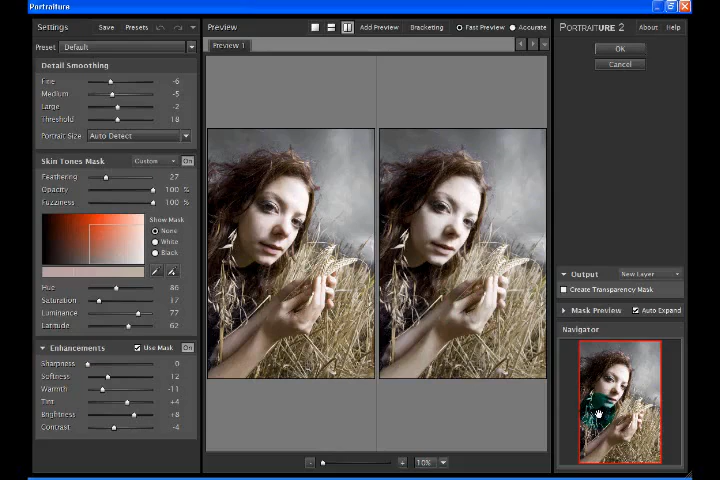 Portraiture
Settings Save Presets
Preset Default
Detail Smoothing
Fine -6
Medium -5
Large -2
Threshold 18
Portrait Size Auto Detect
Skin Tones Mask Custom On
Feathering 27
Opacity 100 %
Fuzziness 100 %
Show Mask
None
White
Black
Hue 86
Saturation 17
Luminance 77
Latitude 62
Enhancements Use Mask On
Sharpness 0
Softness 12
Warmth -11
Tint +4
Brightness +8
Contrast -4
Preview Add Preview Bracketing Fast Preview Accurate
Preview 1
- + 10%
PORTRAITURE 2 About Help
OK
Cancel
Output New Layer
Create Transparency Mask
Mask Preview Auto Expand
Navigator